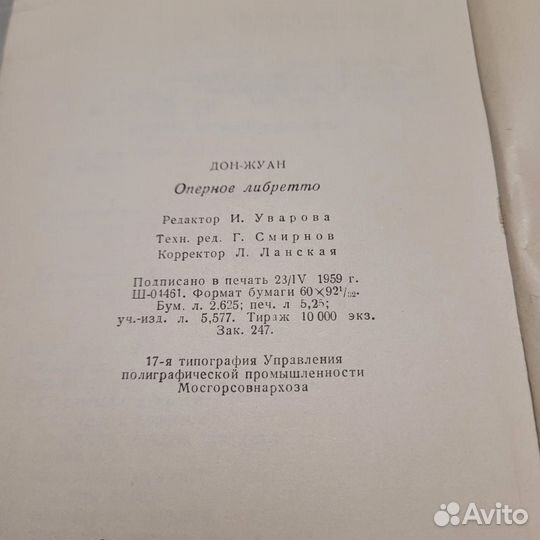 ДОН-ЖУАН
Оперное либретто
Редактор И. Уварова
Техн. ред. Г. Смирнов
Корректор Л. Ланская
Подписано в печать 23/IV 1959 г.
Ш-04461. Формат бумаги 60×92¹/₃₂.
Бум. л. 2.625; печ. л 5,25;
уч.-изд. л. 5,577. Тираж 10 000 экз.
Зак. 247.
17-я типография Управления
полиграфической промышленности
Мосгорсовнархоза
Avito